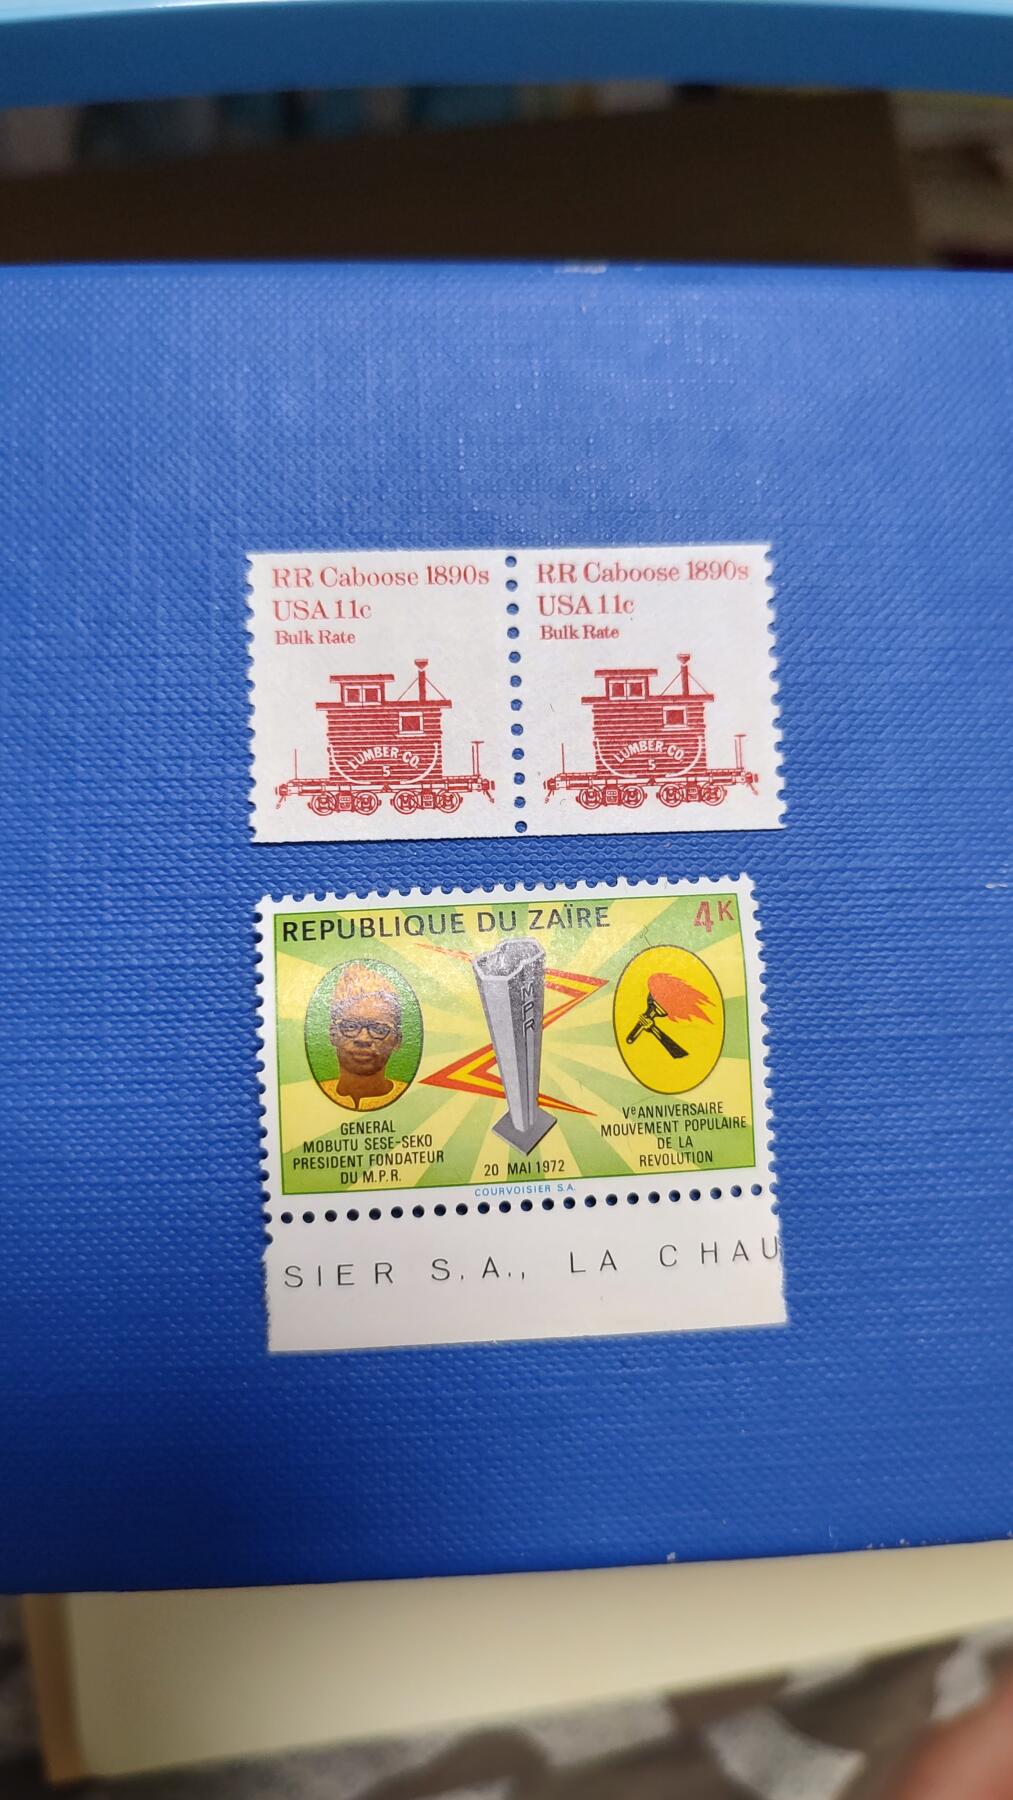 RR Caboose 1890s
USA 11c
Bulk Rate
LUMBER-CO.
5
RR Caboose 1890s
USA 11c
Bulk Rate
LUMBER-CO.
5
REPUBLIQUE DU ZAÏRE
4K
MPR
GENERAL
MOBUTU SESE-SEKO
PRESIDENT FONDATEUR
DU M.P.R.
20 MAI 1972
Ve ANNIVERSAIRE
MOUVEMENT POPULAIRE
DE LA
REVOLUTION
COURVOISIER S.A.
SIER S.A., LA CHAU